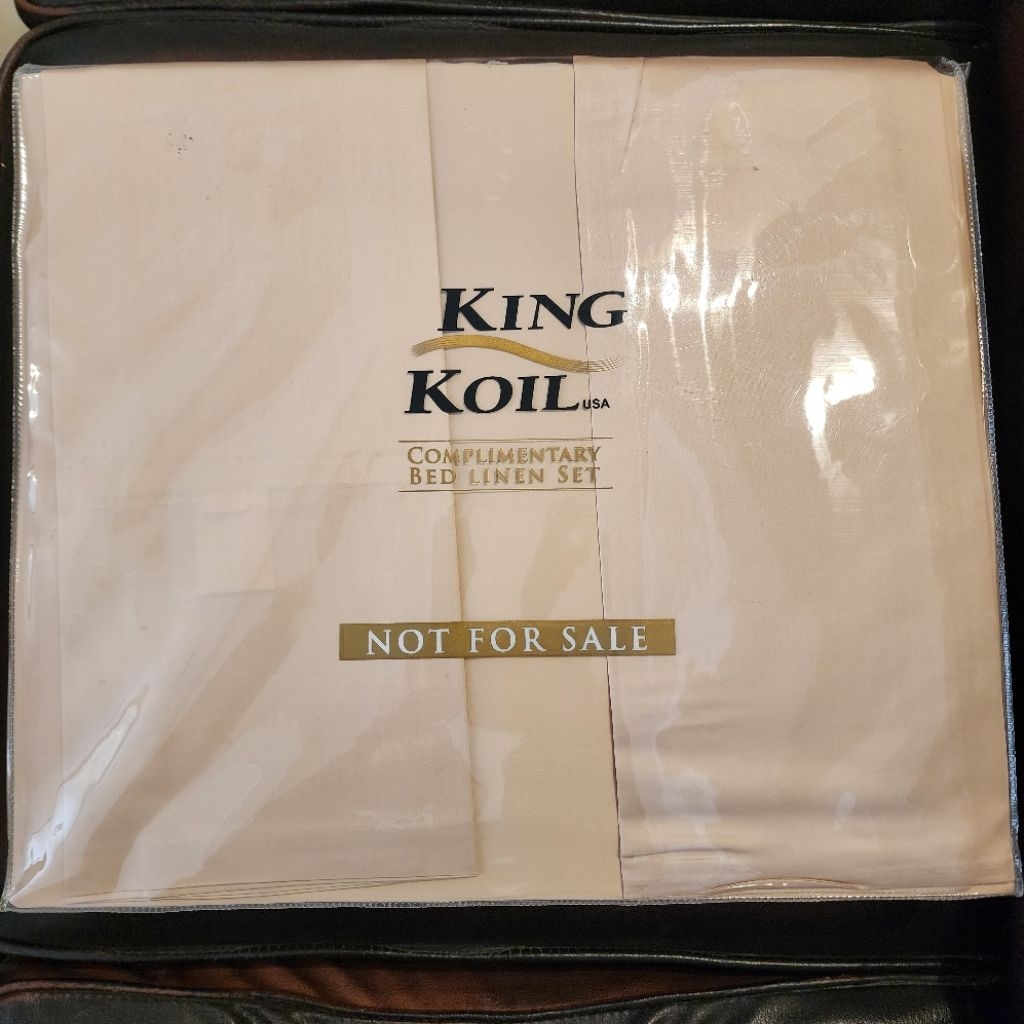 KING
KOIL USA
COMPLIMENTARY
BED LINEN SET
NOT FOR SALE